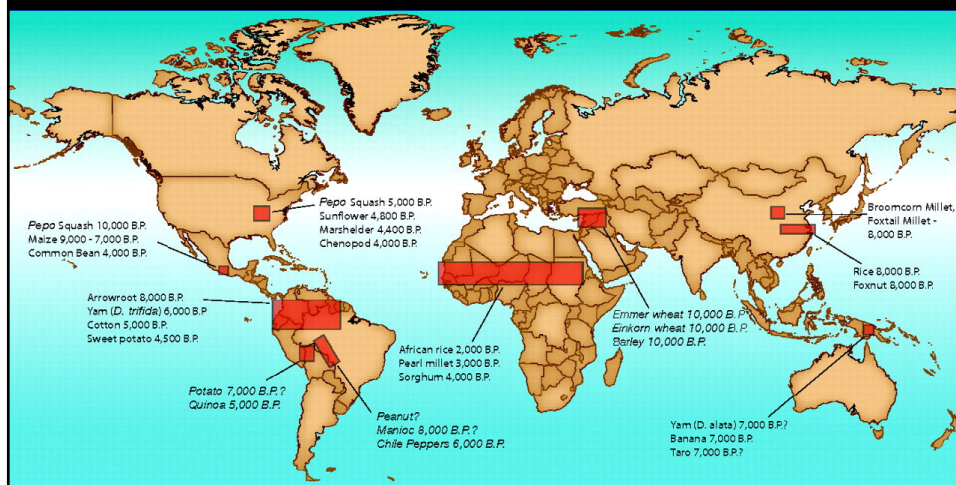 Pepo Squash 5,000 B.P.
Sunflower 4,800 B.P.
Marshelder 4,400 B.P.
Chenopod 4,000 B.P.
Pepo Squash 10,000 B.P.
Maize 9,000 - 7,000 B.P.
Common Bean 4,000 B.P.
Broomcorn Millet,
Foxtail Millet -
8,000 B.P.
Rice 8,000 B.P.
Foxnut 8,000 B.P.
Arrowroot 8,000 B.P.
Yam (D. trifida) 6,000 B.P
Cotton 5,000 B.P.
Sweet potato 4,500 B.P.
Emmer wheat 10,000 B.P.
Einkorn wheat 10,000 B.P.
Barley 10,000 B.P.
African rice 2,000 B.P.
Pearl millet 3,000 B.P.
Sorghum 4,000 B.P.
Potato 7,000 B.P.?
Quinoa 5,000 B.P.
Peanut?
Manioc 8,000 B.P.?
Chile Peppers 6,000 B.P.
Yam (D. alata) 7,000 B.P.?
Banana 7,000 B.P.
Taro 7,000 B.P.?